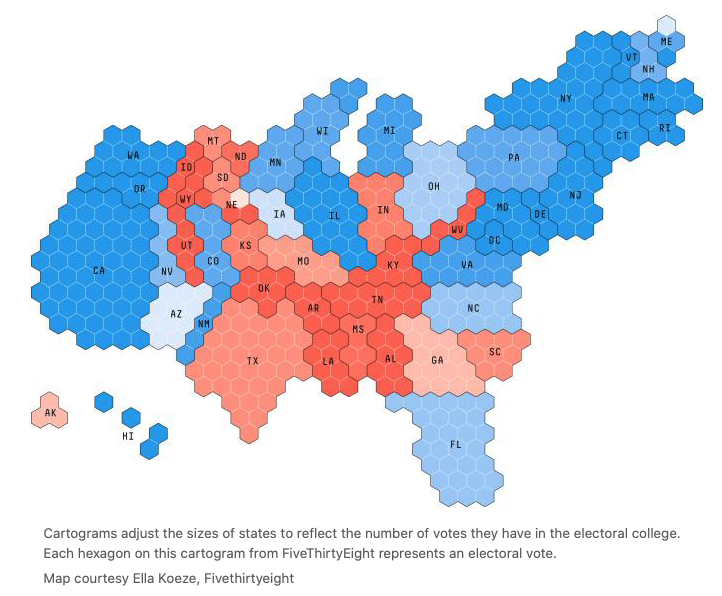 ME
VT
NH
NY
MA
CT
RI
WI
MI
MT
WA
ND
MN
PA
ID
SD
OR
OH
WY
NE
IA
IL
IN
MD
DE
NJ
WV
DC
UT
KS
CA
NV
CO
MO
KY
VA
OK
TN
AZ
NM
AR
NC
MS
TX
LA
AL
GA
SC
AK
HI
FL
Cartograms adjust the sizes of states to reflect the number of votes they have in the electoral college.
Each hexagon on this cartogram from FiveThirtyEight represents an electoral vote.
Map courtesy Ella Koeze, Fivethirtyeight